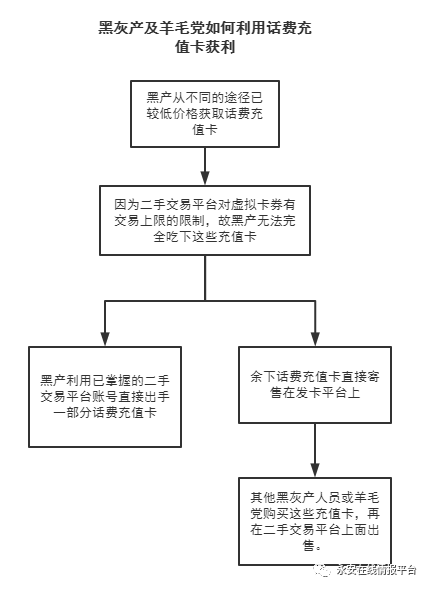 黑灰产及羊毛党如何利用话费充
值卡获利
黑产从不同的途径已
较低价格获取话费充
值卡
因为二手交易平台对虚拟卡券有
交易上限的限制，故黑产无法完
全吃下这些充值卡
黑产利用已掌握的二手
交易平台账号直接出手
一部分话费充值卡
余下话费充值卡直接寄
售在发卡平台上
其他黑灰产人员或羊毛
党购买这些充值卡，再
在二手交易平台上面出
售。
永安在线情报平台